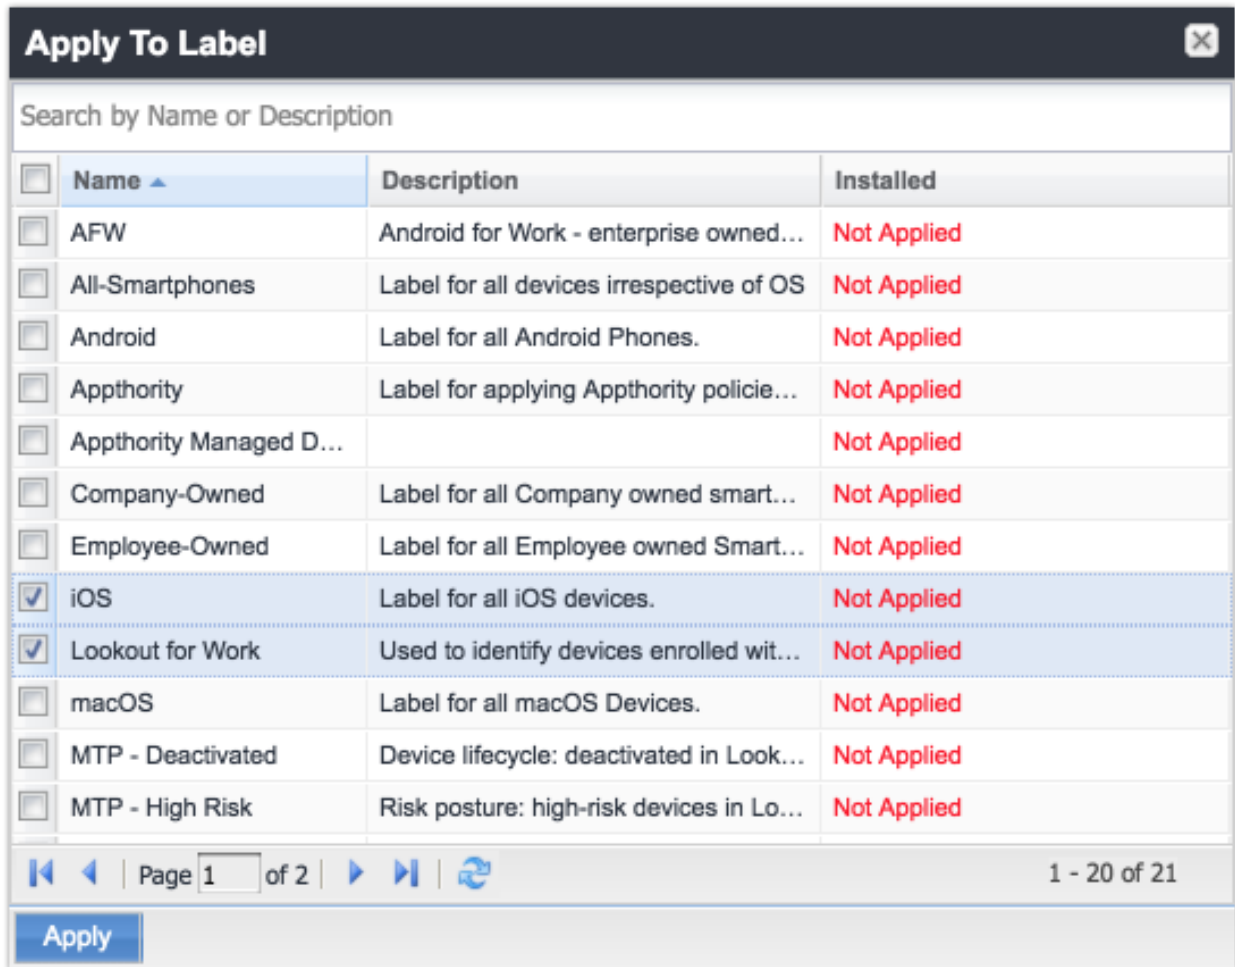 Apply To Label
Search by Name or Description
Name Description Installed
AFW Android for Work - enterprise owned... Not Applied
All-Smartphones Label for all devices irrespective of OS Not Applied
Android Label for all Android Phones. Not Applied
Appthority Label for applying Appthority policie... Not Applied
Appthority Managed D... Not Applied
Company-Owned Label for all Company owned smart... Not Applied
Employee-Owned Label for all Employee owned Smart... Not Applied
iOS Label for all iOS devices. Not Applied
Lookout for Work Used to identify devices enrolled wit... Not Applied
macOS Label for all macOS Devices. Not Applied
MTP - Deactivated Device lifecycle: deactivated in Look... Not Applied
MTP - High Risk Risk posture: high-risk devices in Lo... Not Applied
Page 1 of 2 1 - 20 of 21
Apply